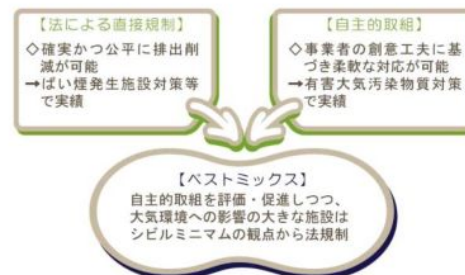 【法による直接規制】
◇確実かつ公平に排出削
減が可能
→ばい煙発生施設対策等
で実績
【自主的取組】
◇事業者の創意工夫に基
づき柔軟な対応が可能
→有害大気汚染物質対策
で実績
【ベストミックス】
自主的取組を評価・促進しつつ、
大気環境への影響の大きな施設は
シビルミニマムの観点から法規制